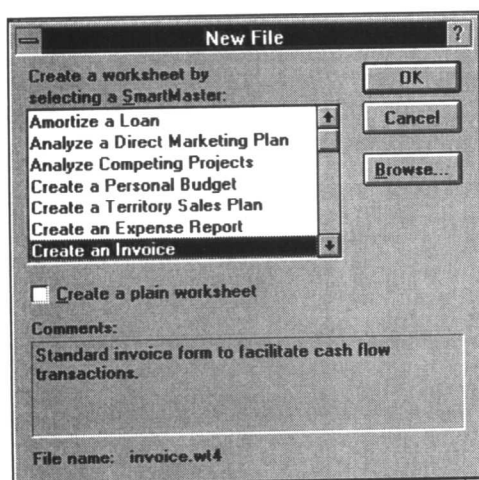 New File ?
Create a worksheet by
selecting a SmartMaster:
OK
Cancel
Browse...
Amortize a Loan
Analyze a Direct Marketing Plan
Analyze Competing Projects
Create a Personal Budget
Create a Territory Sales Plan
Create an Expense Report
Create an Invoice
Create a plain worksheet
Comments:
Standard invoice form to facilitate cash flow
transactions.
File name: invoice.wt4